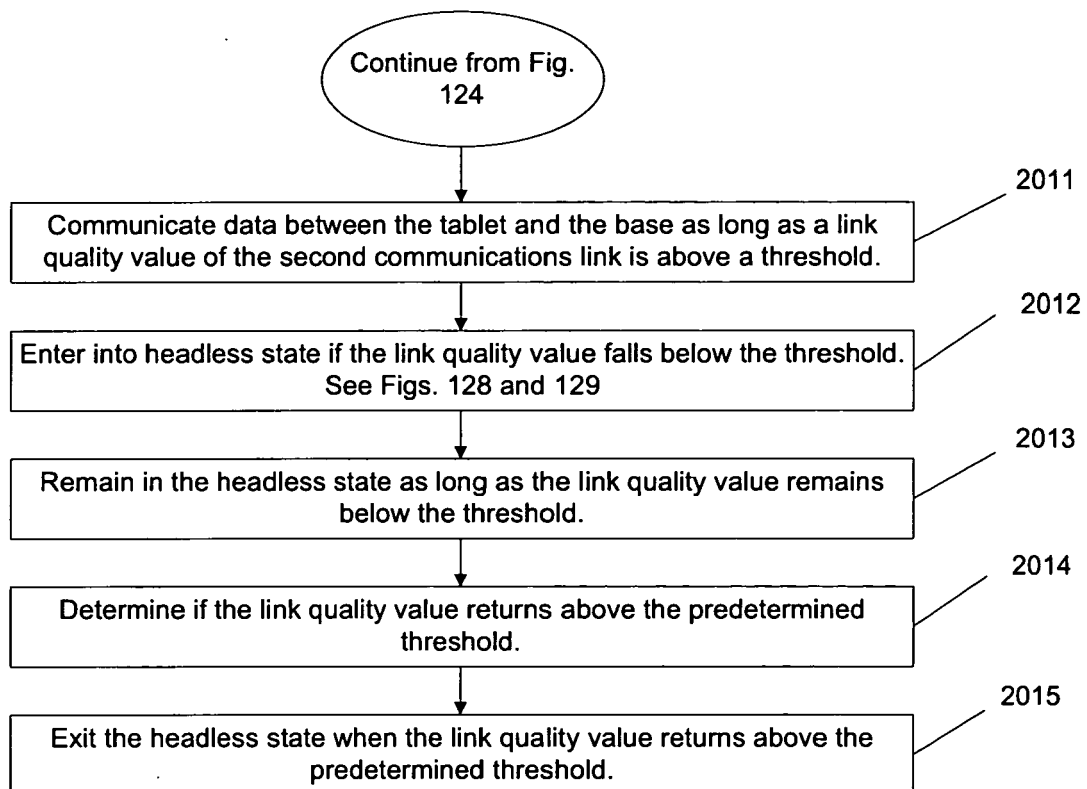 Continue from Fig.
124
2011
Communicate data between the tablet and the base as long as a link
quality value of the second communications link is above a threshold.
2012
Enter into headless state if the link quality value falls below the threshold.
See Figs. 128 and 129
2013
Remain in the headless state as long as the link quality value remains
below the threshold.
2014
Determine if the link quality value returns above the predetermined
threshold.
2015
Exit the headless state when the link quality value returns above the
predetermined threshold.